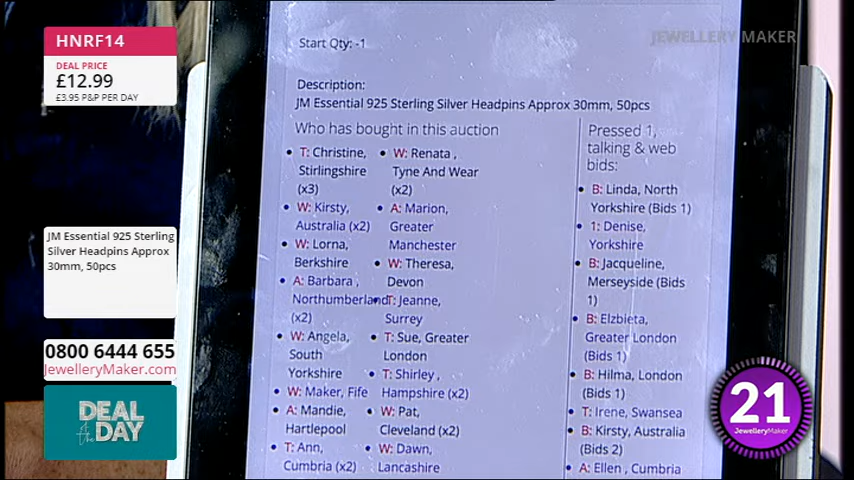 HNRF14
DEAL PRICE
£12.99
£3.95 P&P PER DAY
JM Essential 925 Sterling
Silver Headpins Approx
30mm, 50pcs
0800 6444 655
JewelleryMaker.com
DEAL
of the
DAY
JEWELLERY MAKER
Start Qty: -1
Description:
JM Essential 925 Sterling Silver Headpins Approx 30mm, 50pcs
Who has bought in this auction
T: Christine,
Stirlingshire
(x3)
W: Kirsty,
Australia (x2)
W: Lorna,
Berkshire
A: Barbara ,
Northumberland
(x2)
W: Angela,
South
Yorkshire
W: Maker, Fife
A: Mandie,
Hartlepool
T: Ann,
Cumbria (x2)
W: Renata ,
Tyne And Wear
(x2)
A: Marion,
Greater
Manchester
W: Theresa,
Devon
T: Jeanne,
Surrey
T: Sue, Greater
London
T: Shirley ,
Hampshire (x2)
W: Pat,
Cleveland (x2)
W: Dawn,
Lancashire
Pressed 1,
talking & web
bids:
B: Linda, North
Yorkshire (Bids 1)
1: Denise,
Yorkshire
B: Jacqueline,
Merseyside (Bids
1)
B: Elzbieta,
Greater London
(Bids 1)
B: Hilma, London
(Bids 1)
T: Irene, Swansea
B: Kirsty, Australia
(Bids 2)
A: Ellen , Cumbria
21
JewelleryMaker